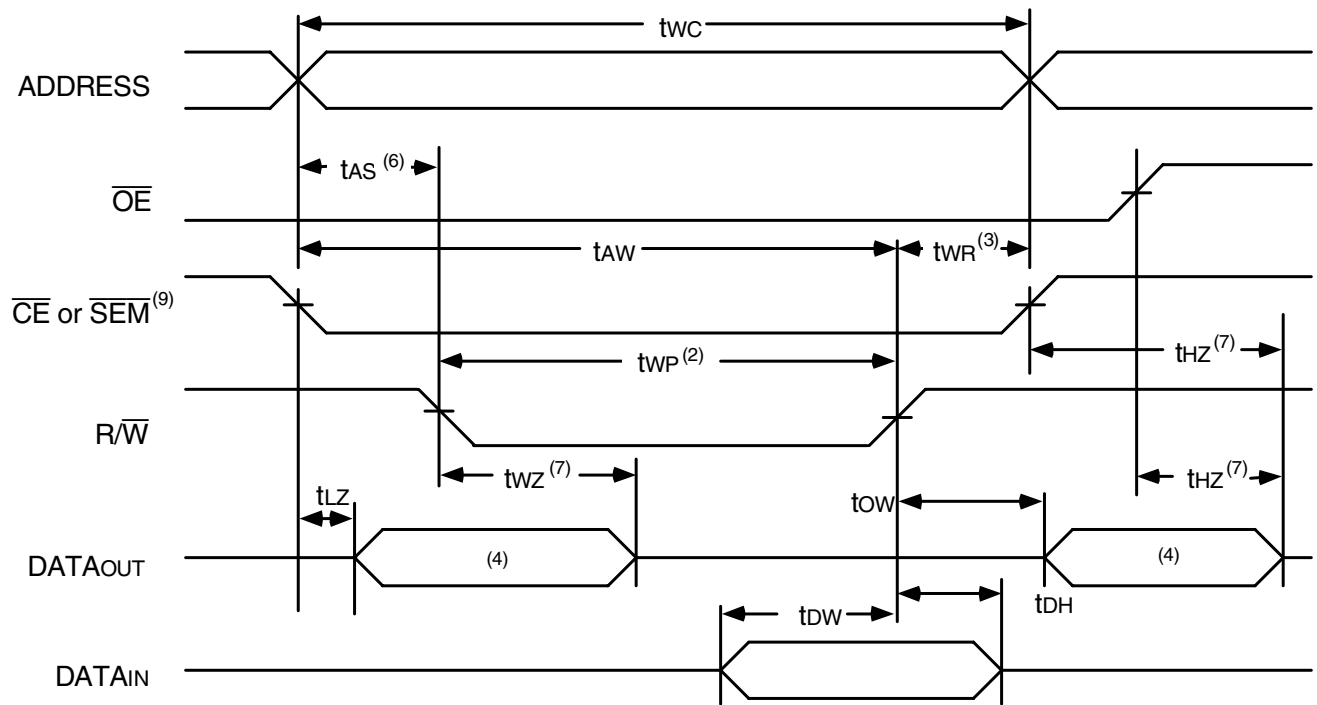 tWC
ADDRESS
tAS (6)
OE
tAW
tWR(3)
CE or SEM(9)
tWP(2)
tHZ(7)
R/W
tWZ(7)
tHZ(7)
tLZ
tOW
DATAOUT
(4)
(4)
tDW
tDH
DATAIN